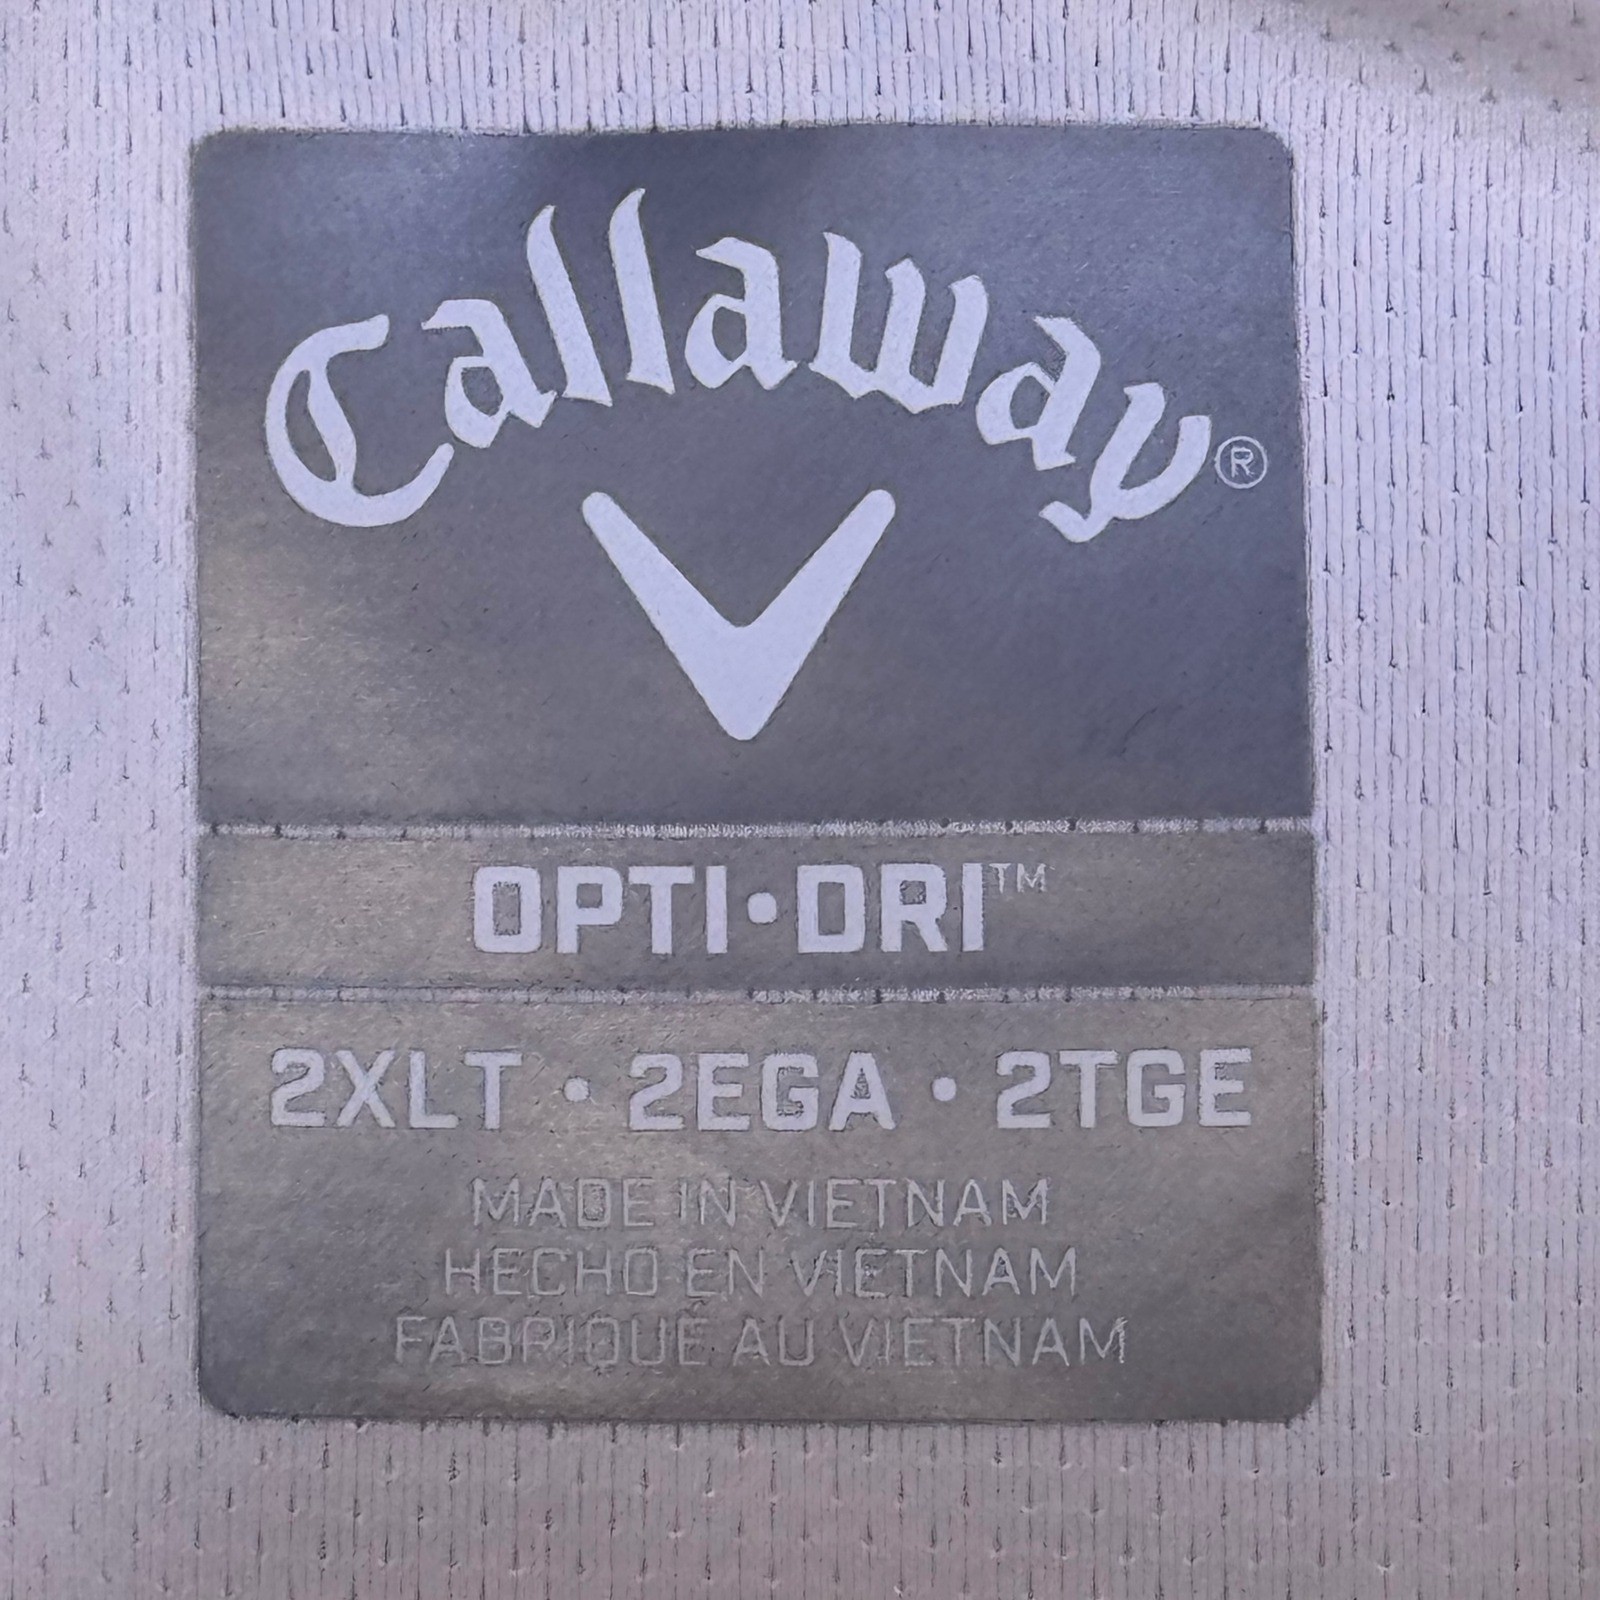 Callaway®
OPTI•DRI™
2XLT • 2EGA • 2TGE
MADE IN VIETNAM
HECHO EN VIETNAM
FABRIQUÉ AU VIETNAM